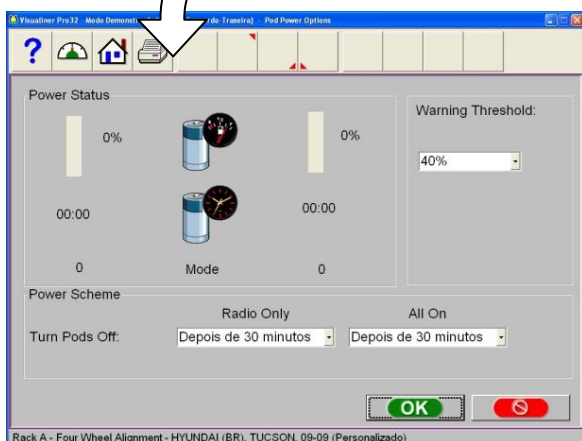 Visualiner Pro32 - Modo Demonst do Traseira) - Pod Power Options
?
Power Status
Warning Threshold:
0%
0%
40%
00:00
00:00
0
Mode
0
Power Scheme
Radio Only
All On
Turn Pods Off:
Depois de 30 minutos
Depois de 30 minutos
OK
Rack A - Four Wheel Alignment - HYUNDAI (BR), TUCSON, 09-09 (Personalizado)